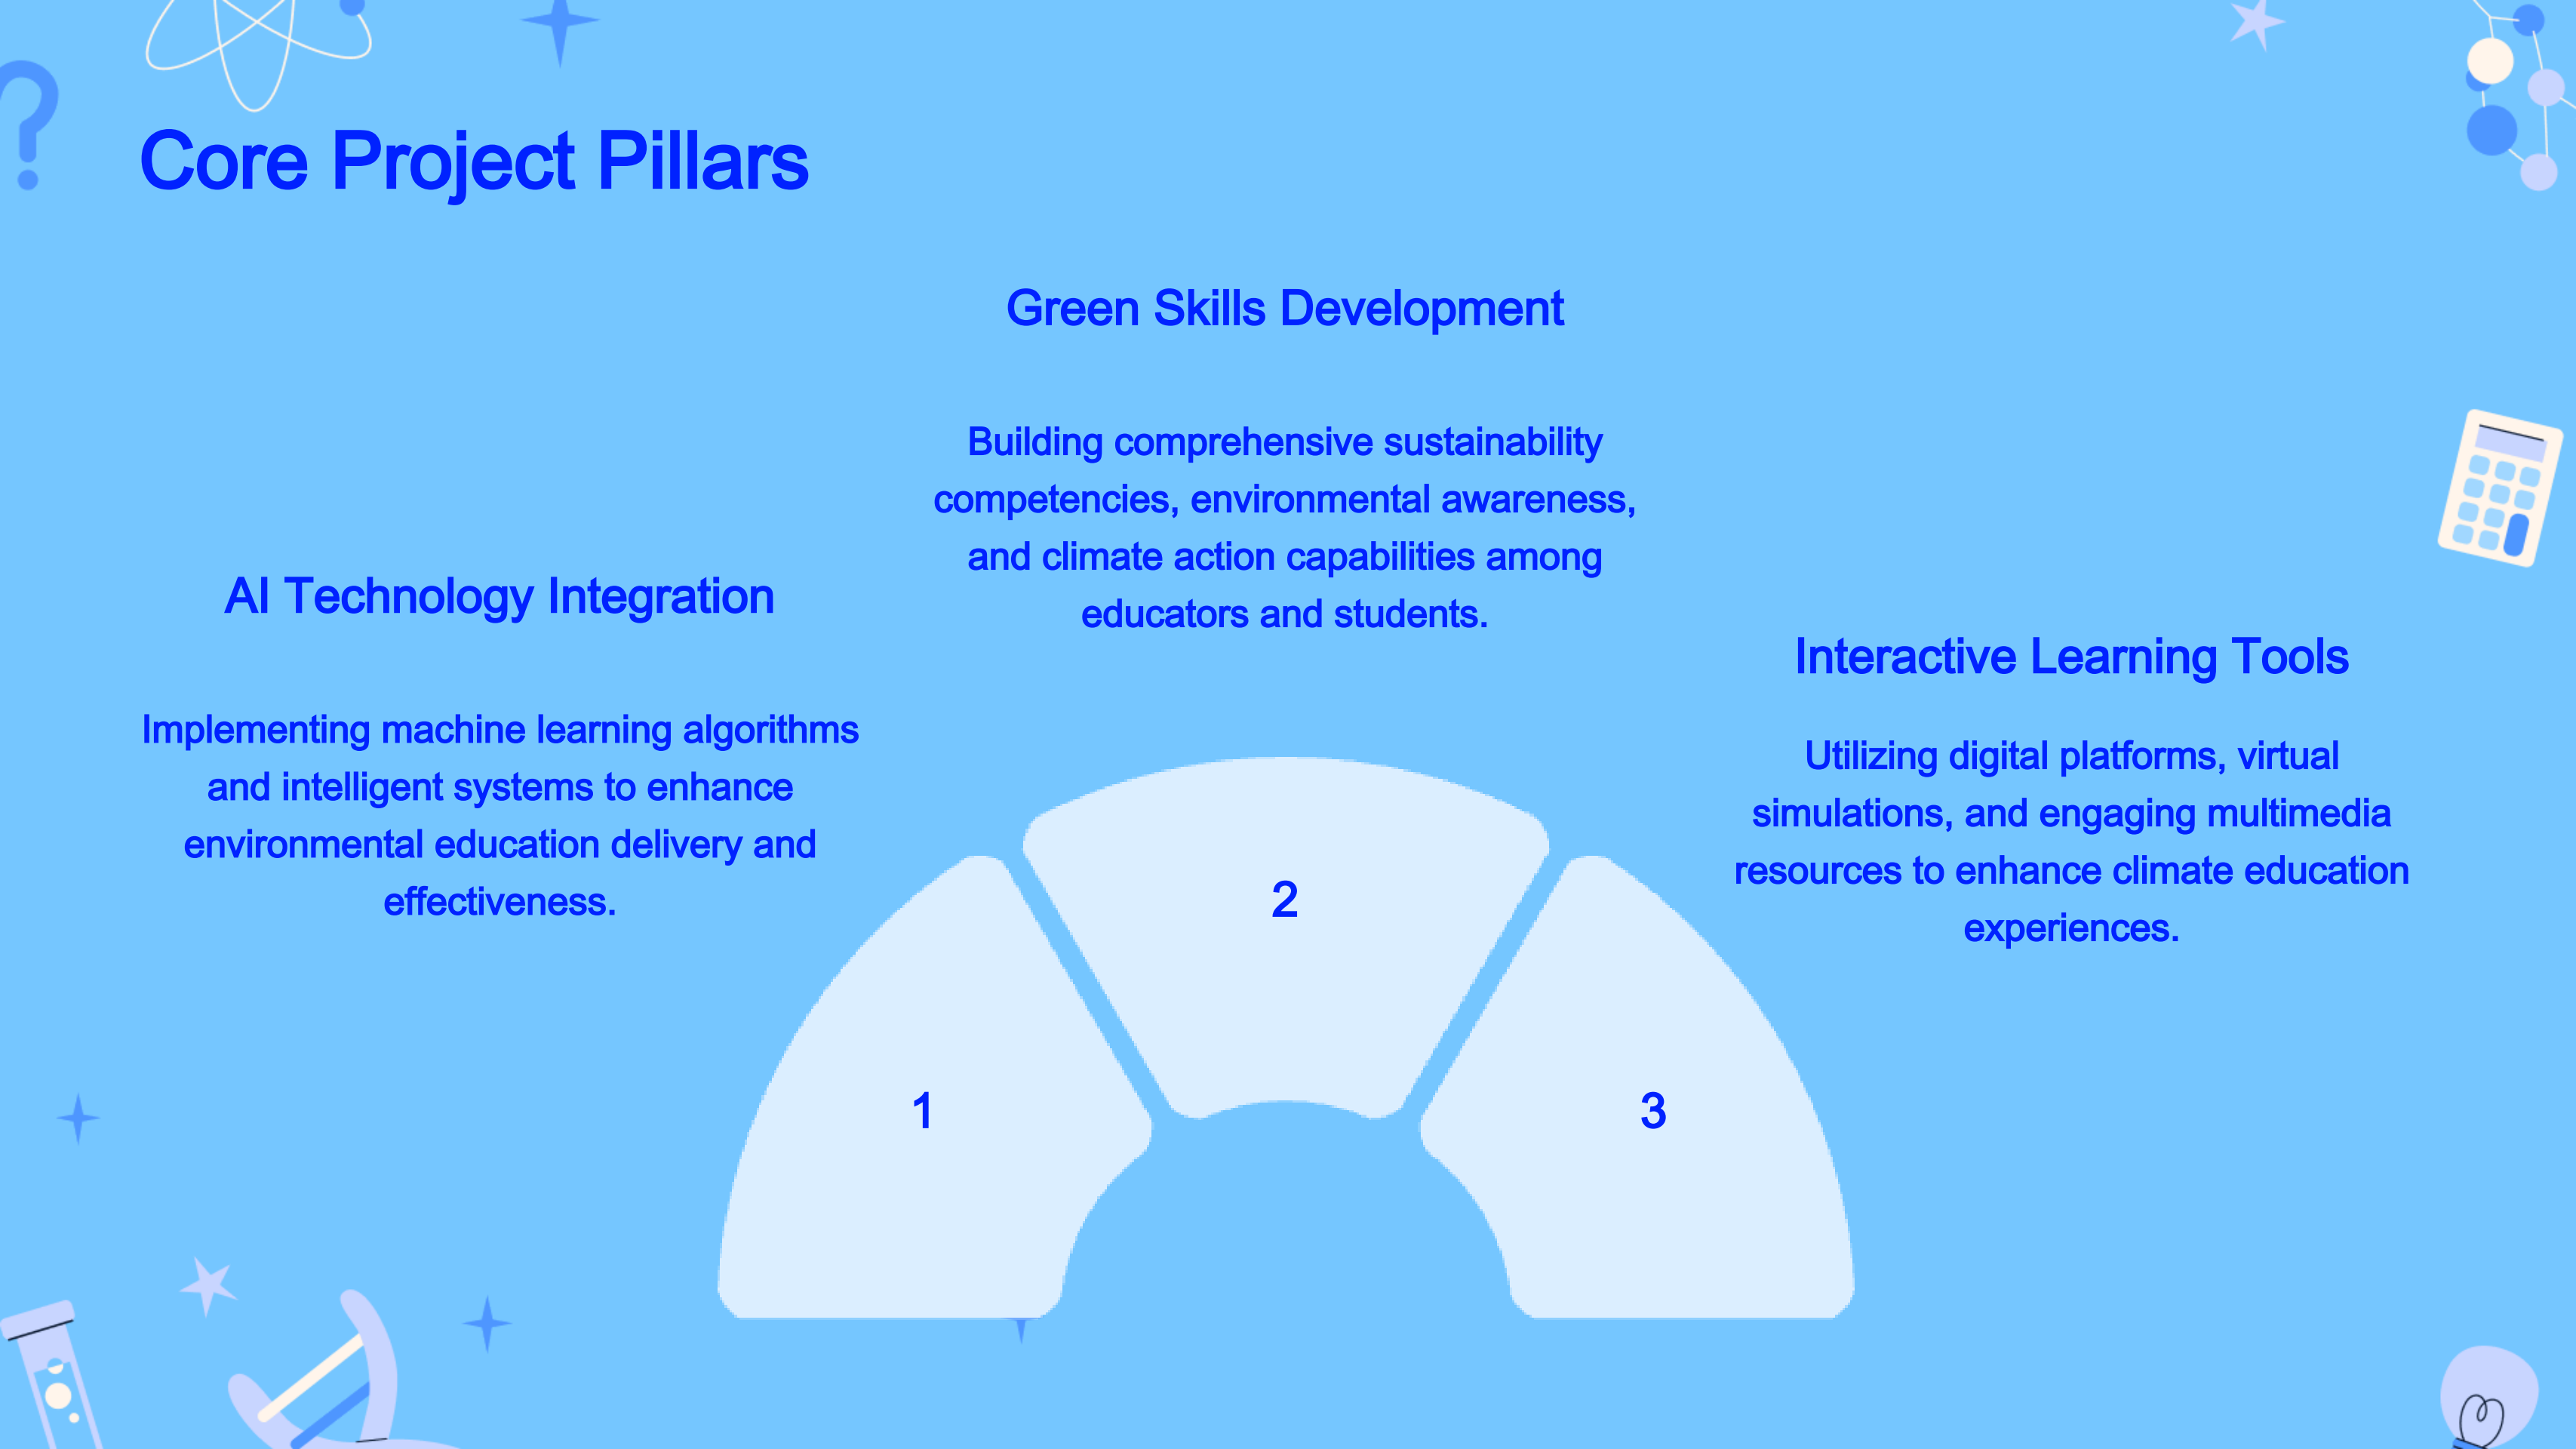 Core Project Pillars
Green Skills Development
Building comprehensive sustainability
competencies, environmental awareness,
and climate action capabilities among
educators and students.
AI Technology Integration
Implementing machine learning algorithms
and intelligent systems to enhance
environmental education delivery and
effectiveness.
Interactive Learning Tools
Utilizing digital platforms, virtual
simulations, and engaging multimedia
resources to enhance climate education
experiences.
1
2
3
?